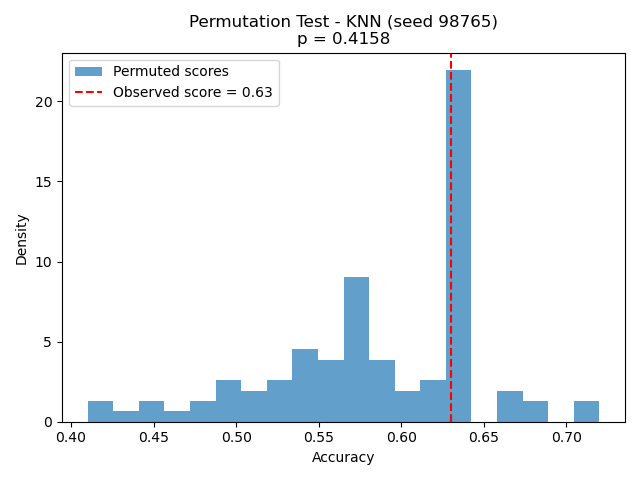 Permutation Test - KNN (seed 98765)
p = 0.4158
Permuted scores
Observed score = 0.63
20
15
10
5
0
Density
0.40 0.45 0.50 0.55 0.60 0.65 0.70
Accuracy